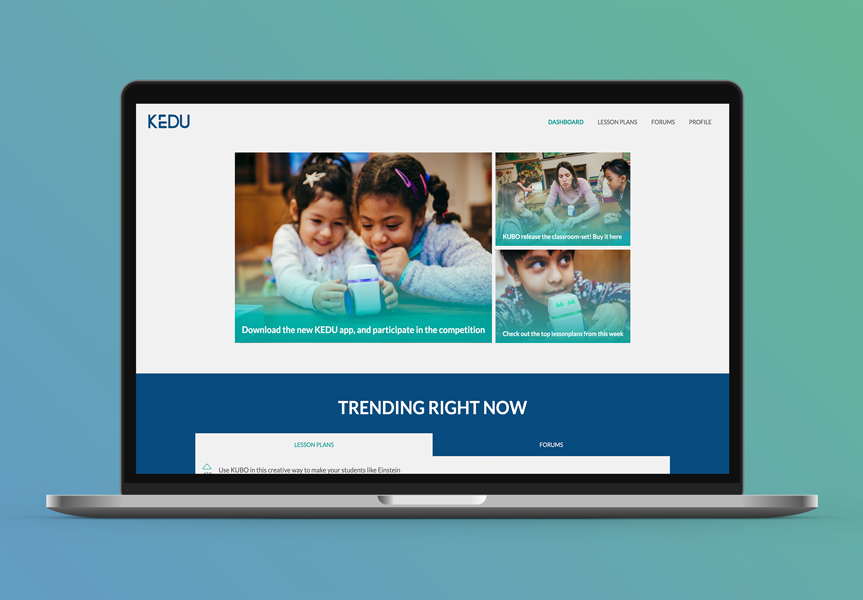 KEDU
DASHBOARD LESSON PLANS FORUMS PROFILE
Download the new KEDU app, and participate in the competition
KUBO release the classroom-set! Buy it here
Check out the top lessonplans from this week
TRENDING RIGHT NOW
LESSON PLANS FORUMS
Use KUBO in this creative way to make your students like Einstein